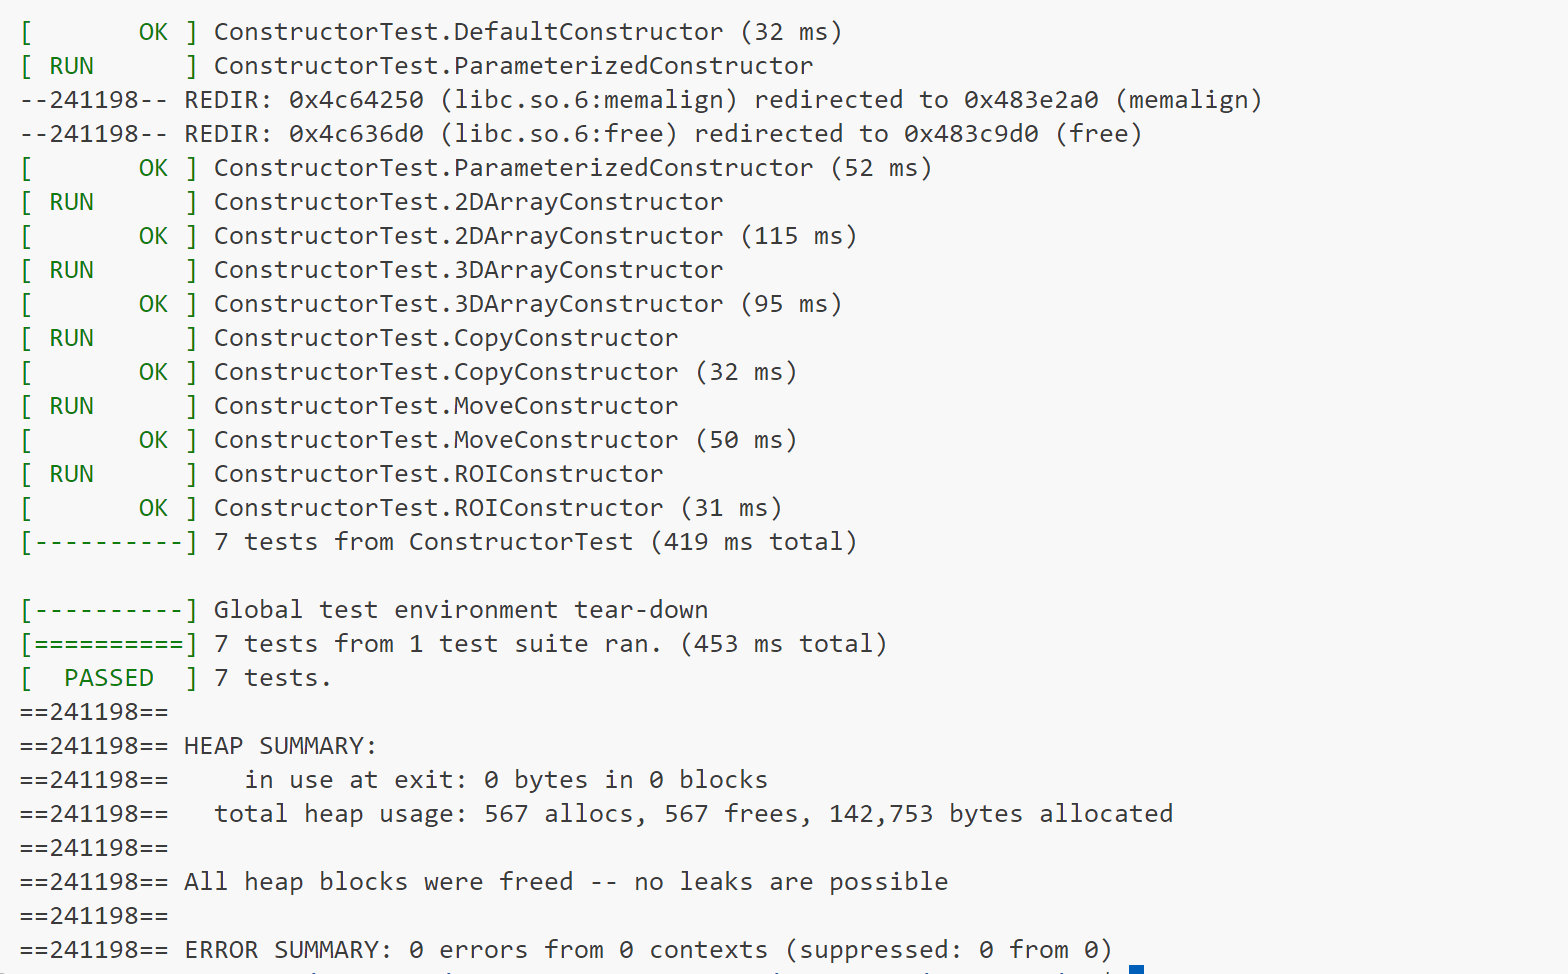 [       OK ] ConstructorTest.DefaultConstructor (32 ms)
[ RUN      ] ConstructorTest.ParameterizedConstructor
--241198-- REDIR: 0x4c64250 (libc.so.6:memalign) redirected to 0x483e2a0 (memalign)
--241198-- REDIR: 0x4c636d0 (libc.so.6:free) redirected to 0x483c9d0 (free)
[       OK ] ConstructorTest.ParameterizedConstructor (52 ms)
[ RUN      ] ConstructorTest.2DArrayConstructor
[       OK ] ConstructorTest.2DArrayConstructor (115 ms)
[ RUN      ] ConstructorTest.3DArrayConstructor
[       OK ] ConstructorTest.3DArrayConstructor (95 ms)
[ RUN      ] ConstructorTest.CopyConstructor
[       OK ] ConstructorTest.CopyConstructor (32 ms)
[ RUN      ] ConstructorTest.MoveConstructor
[       OK ] ConstructorTest.MoveConstructor (50 ms)
[ RUN      ] ConstructorTest.ROIConstructor
[       OK ] ConstructorTest.ROIConstructor (31 ms)
[----------] 7 tests from ConstructorTest (419 ms total)

[----------] Global test environment tear-down
[==========] 7 tests from 1 test suite ran. (453 ms total)
[  PASSED  ] 7 tests.
==241198==
==241198== HEAP SUMMARY:
==241198==     in use at exit: 0 bytes in 0 blocks
==241198==   total heap usage: 567 allocs, 567 frees, 142,753 bytes allocated
==241198==
==241198== All heap blocks were freed -- no leaks are possible
==241198==
==241198== ERROR SUMMARY: 0 errors from 0 contexts (suppressed: 0 from 0)